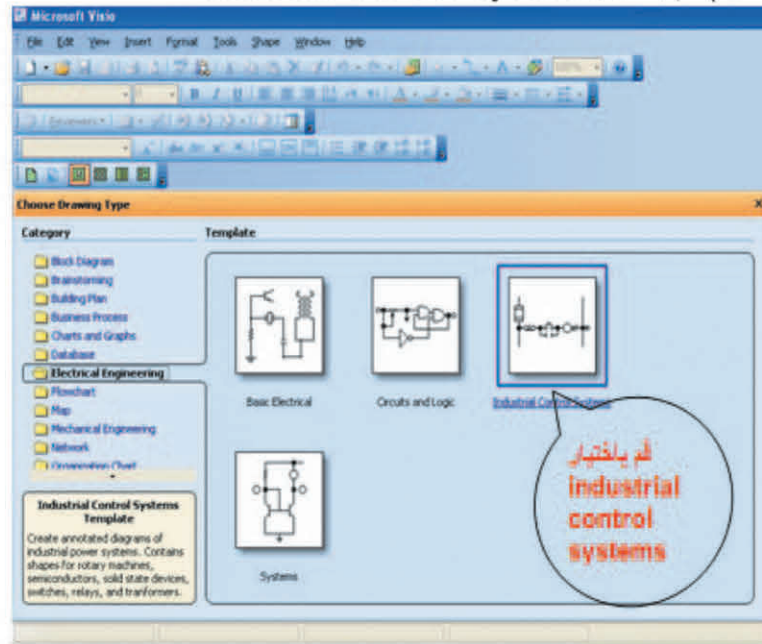 Microsoft Visio
File Edit View Insert Format Tools Shape Window Help
Choose Drawing Type
Category
Template
Block Diagram
Brainstorming
Building Plan
Business Process
Charts and Graphs
Database
Electrical Engineering
Flowchart
Map
Mechanical Engineering
Network
Organization Chart
Basic Electrical
Circuits and Logic
Industrial Control Systems
Systems
قم باختيار
industrial
control
systems
Industrial Control Systems
Template
Create annotated diagrams of
industrial power systems. Contains
shapes for rotary machines,
semiconductors, solid state devices,
switches, relays, and tranformers.